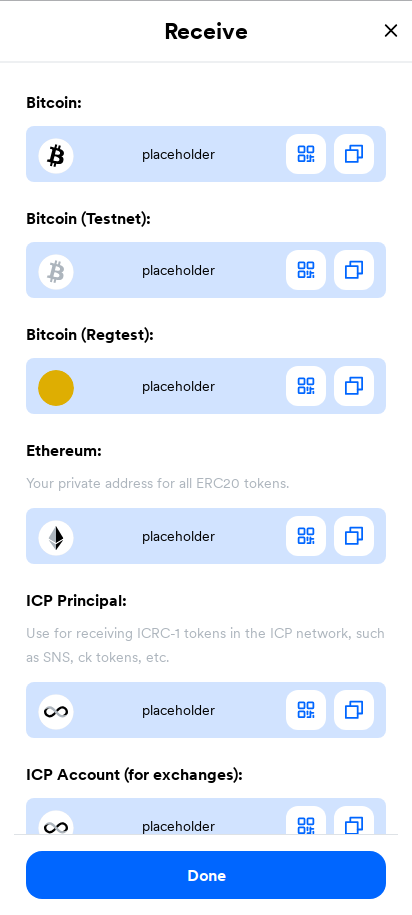 Receive
Bitcoin:
placeholder
Bitcoin (Testnet):
placeholder
Bitcoin (Regtest):
placeholder
Ethereum:
Your private address for all ERC20 tokens.
placeholder
ICP Principal:
Use for receiving ICRC-1 tokens in the ICP network, such
as SNS, ck tokens, etc.
placeholder
ICP Account (for exchanges):
placeholder
Done